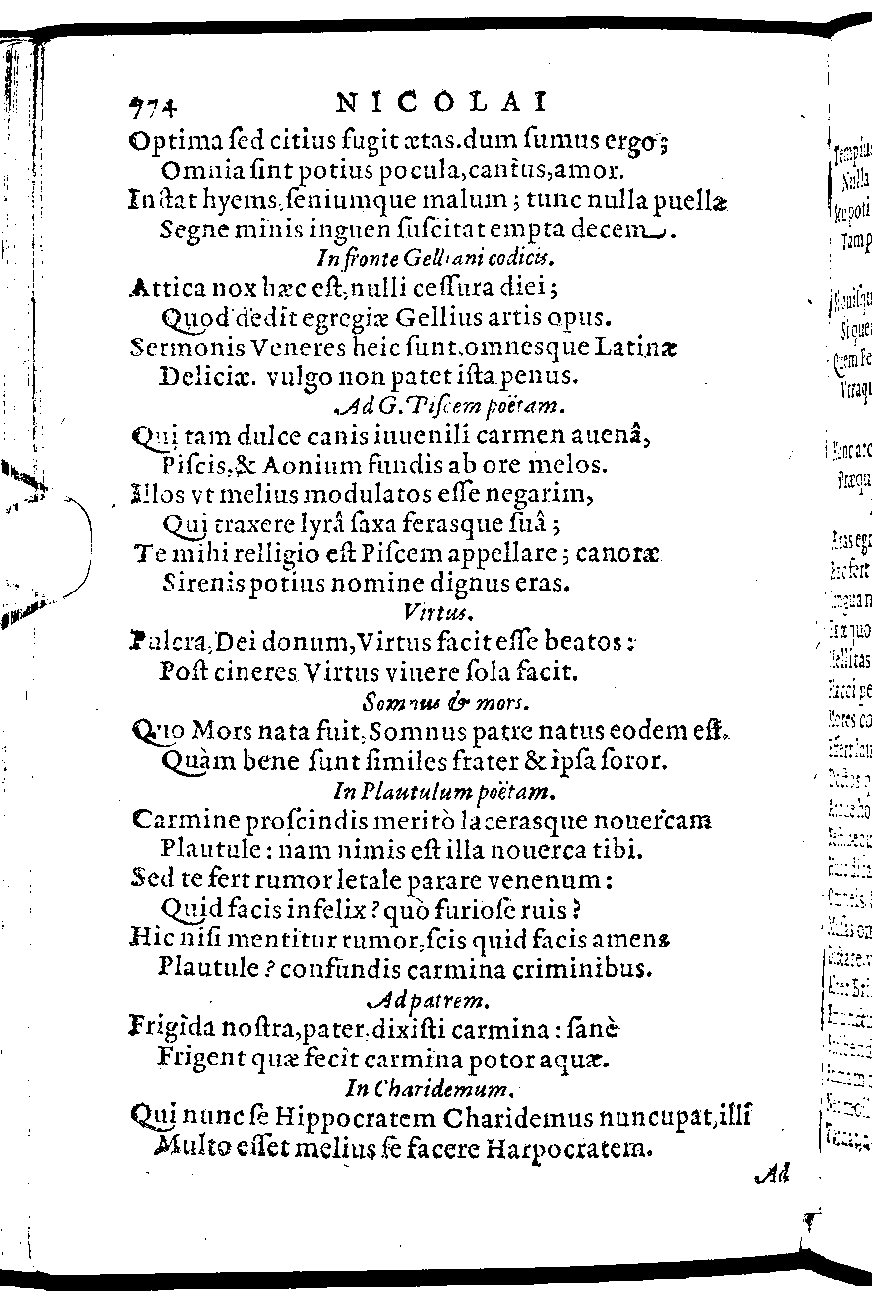 974 NICOLAI
Optima ſed citius fugit ætas. dum ſumus ergo;
Omnia ſint potius pocula, cantus, amor.
Inſtat hyems, ſeniumque malum; tunc nulla puellæ
Segne minis inguen ſuſcitat empta decem.
In fronte Gelliani codicis.
Attica nox hæc eſt, nulli ceſſura diei;
Quod dedit egregiæ Gellius artis opus.
Sermonis Veneres heic ſunt, omnesque Latinæ
Deliciæ. vulgo non patet iſta penus.
Ad G. Piſcem poëtam.
Qui tam dulce canis iuuenili carmen auenâ,
Piſcis, & Aonium fundis ab ore melos.
Illos vt melius modulatos eſſe negarim,
Qui traxere lyrâ ſaxa ferasque ſuâ;
Te mihi relligio eſt Piſcem appellare; canoræ
Sirenis potius nomine dignus eras.
Virtus.
Pulcra, Dei donum, Virtus facit eſſe beatos:
Poſt cineres Virtus viuere ſola facit.
Somnus & mors.
Quo Mors nata fuit, Somnus patre natus eodem eſt.
Quàm bene ſunt ſimiles frater & ipſa ſoror.
In Plautulum poëtam.
Carmine proſcindis meritò lacerasque nouercam
Plautule: nam nimis eſt illa nouerca tibi.
Sed te fert rumor letale parare venenum:
Quid facis infelix? quò furioſe ruis?
Hic niſi mentitur rumor, ſcis quid facis amens
Plautule? confundis carmina criminibus.
Ad patrem.
Frigida noſtra, pater, dixiſti carmina: ſanè
Frigent quæ fecit carmina potor aquæ.
In Charidemum.
Qui nunc ſe Hippocratem Charidemus nuncupat, illi
Multo eſſet melius ſe facere Harpocratem.
Ad